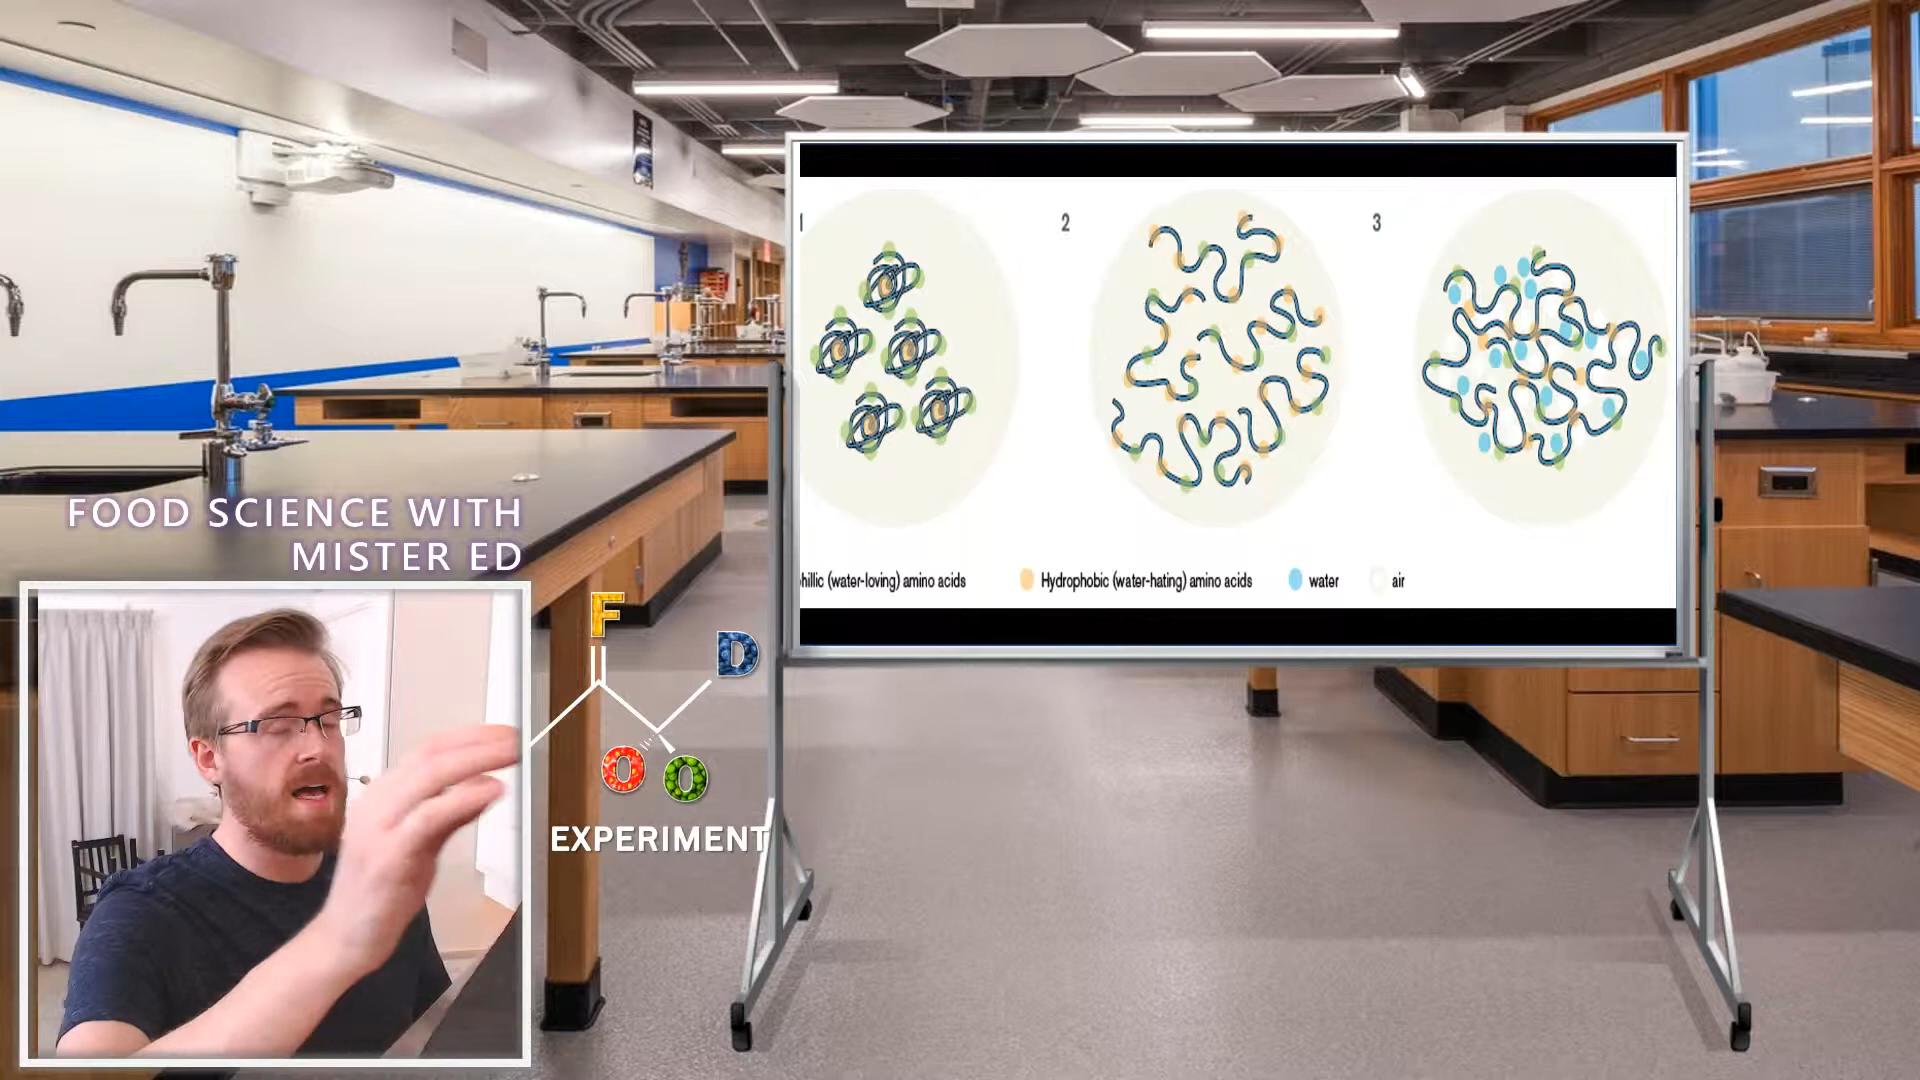 2
3
hillic (water-loving) amino acids
Hydrophobic (water-hating) amino acids
water
air
FOOD SCIENCE WITH
MISTER ED
F
D
O O
EXPERIMENT